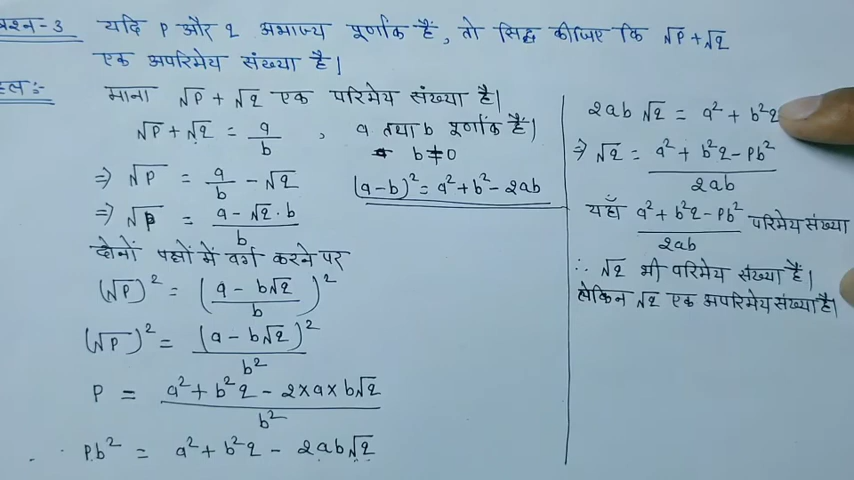 प्रश्न-3 यदि P और q अभाज्य पूर्णांक हैं, तो सिद्ध कीजिए कि √P + √q
एक अपरिमेय संख्या है।
हल:- माना √P + √q एक परिमेय संख्या है।
√P + √q = a/b , a तथा b पूर्णांक हैं।
b ≠ 0
⇒ √P = a/b - √q
(a-b)² = a² + b² - 2ab
⇒ √P = (a - √q·b)/b
दोनों पक्षों में वर्ग करने पर
(√P)² = ((a - b√q)/b)²
(√P)² = (a - b√q)²/b²
P = (a² + b²q - 2×a×b√q)/b²
Pb² = a² + b²q - 2ab√q
2ab√q = a² + b²q
⇒ √q = (a² + b²q - Pb²)/2ab
यहाँ (a² + b²q - Pb²)/2ab परिमेय संख्या
∴ √q भी परिमेय संख्या है।
लेकिन √q एक अपरिमेय संख्या है।